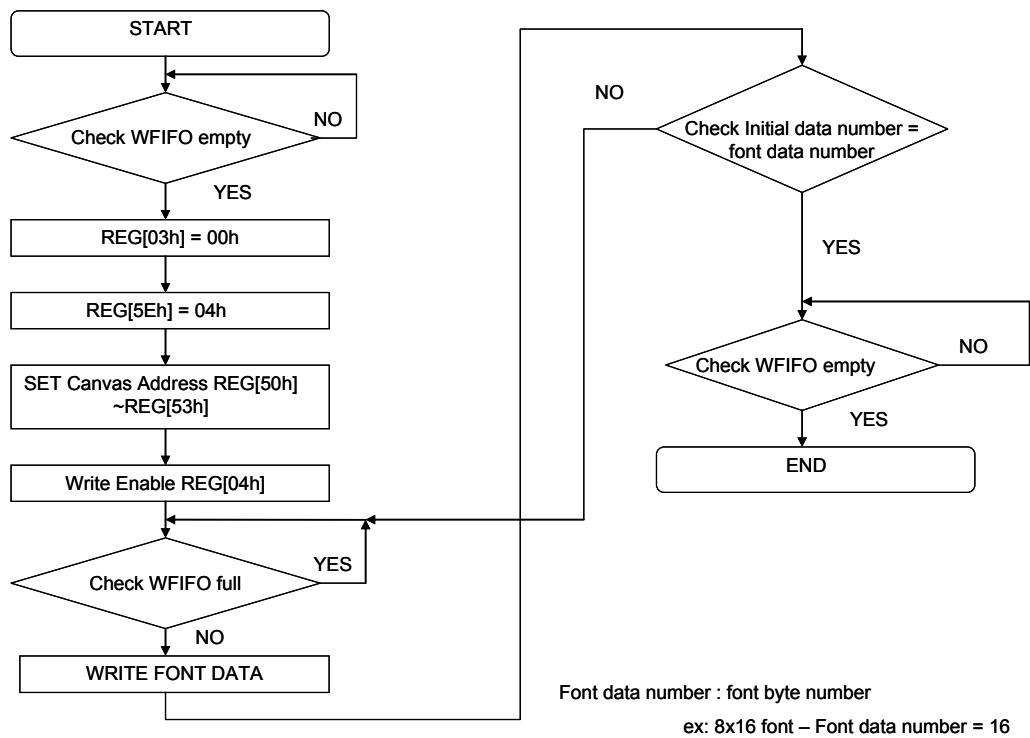 START
Check WFIFO empty
NO
YES
REG[03h] = 00h
REG[5Eh] = 04h
SET Canvas Address REG[50h]
~REG[53h]
Write Enable REG[04h]
Check WFIFO full
YES
NO
WRITE FONT DATA
NO
Check Initial data number =
font data number
YES
Check WFIFO empty
NO
YES
END
Font data number : font byte number
ex: 8x16 font – Font data number = 16